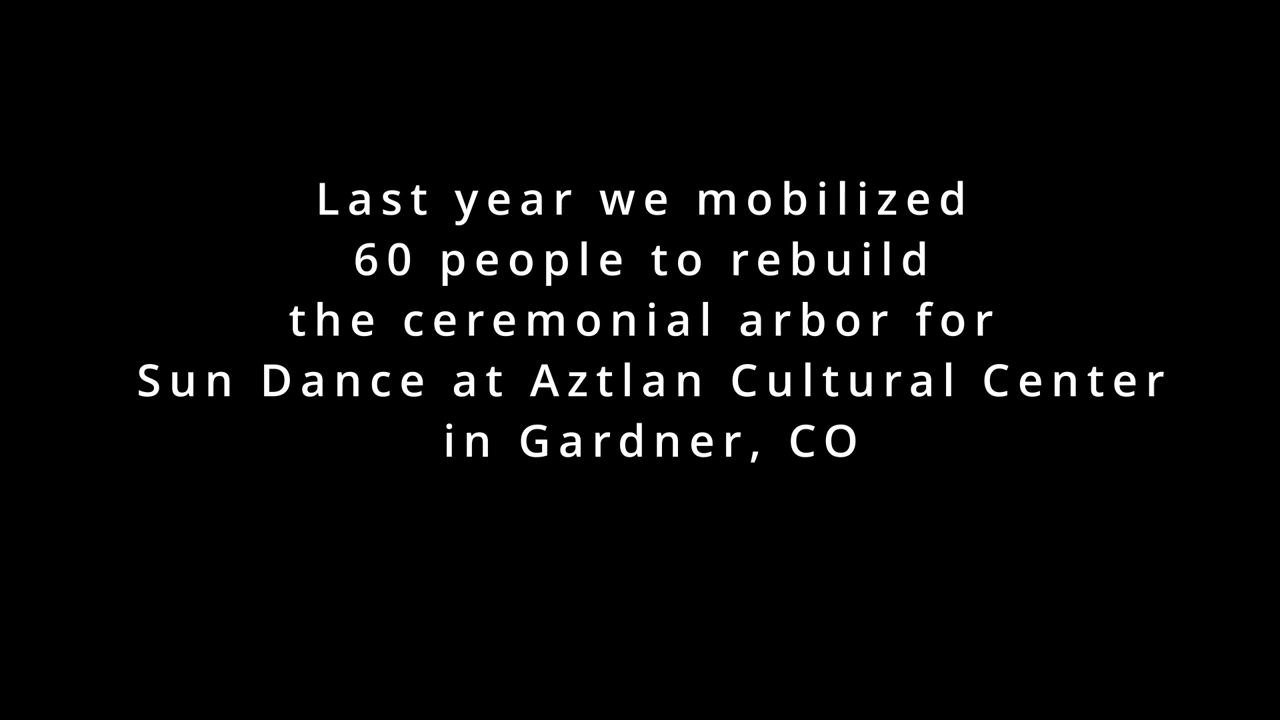 Last year we mobilized
60 people to rebuild
the ceremonial arbor for
Sun Dance at Aztlan Cultural Center
in Gardner, CO